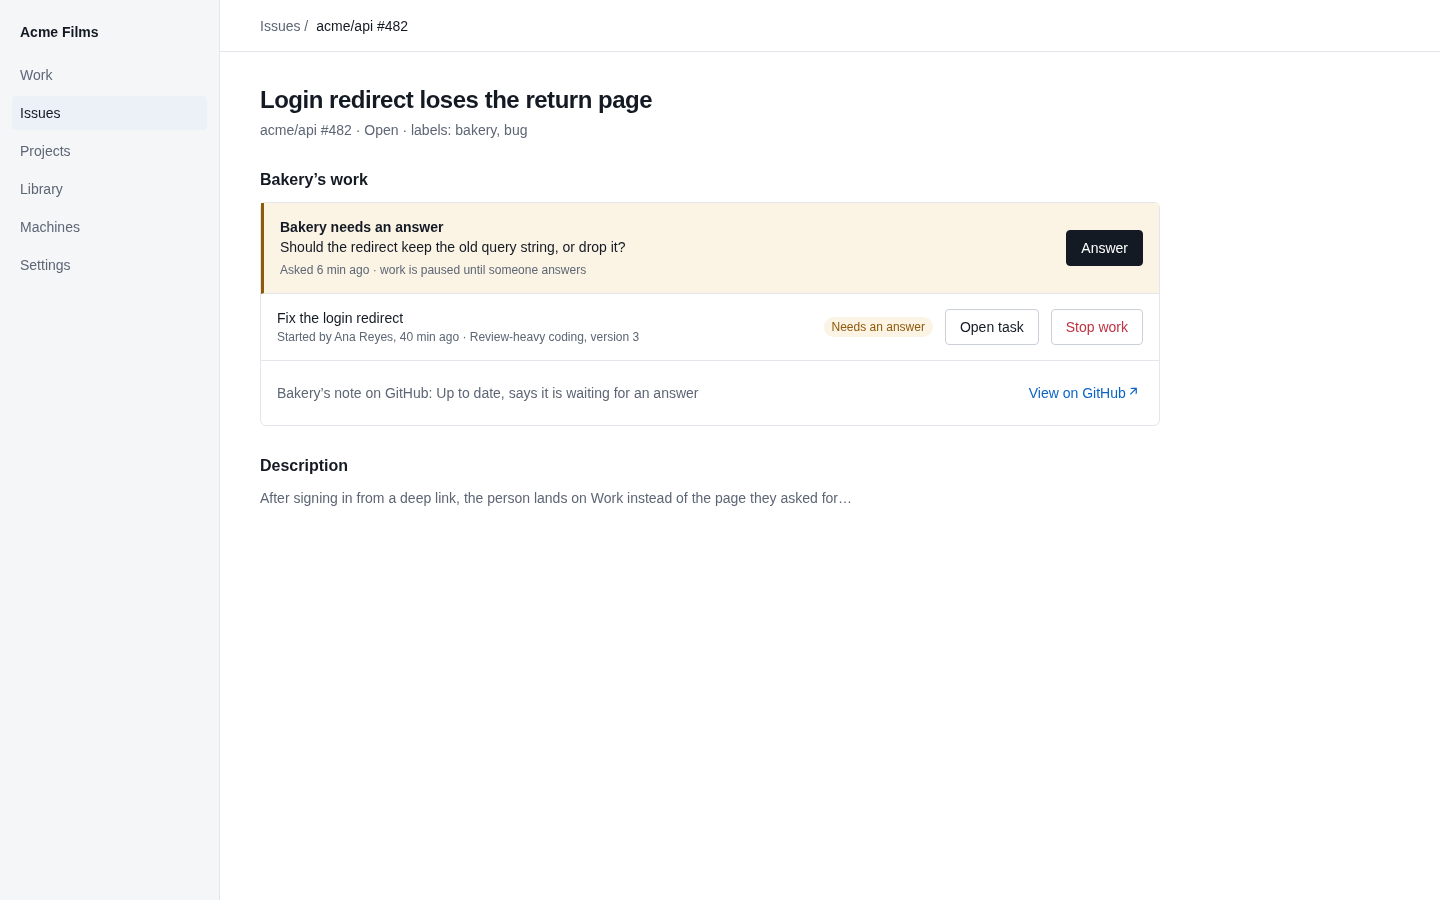 Acme Films
Work
Issues
Projects
Library
Machines
Settings
Issues / acme/api #482
Login redirect loses the return page
acme/api #482 · Open · labels: bakery, bug
Bakery’s work
Bakery needs an answer
Should the redirect keep the old query string, or drop it?
Asked 6 min ago · work is paused until someone answers
Answer
Fix the login redirect
Started by Ana Reyes, 40 min ago · Review-heavy coding, version 3
Needs an answer
Open task
Stop work
Bakery’s note on GitHub: Up to date, says it is waiting for an answer
View on GitHub
Description
After signing in from a deep link, the person lands on Work instead of the page they asked for…